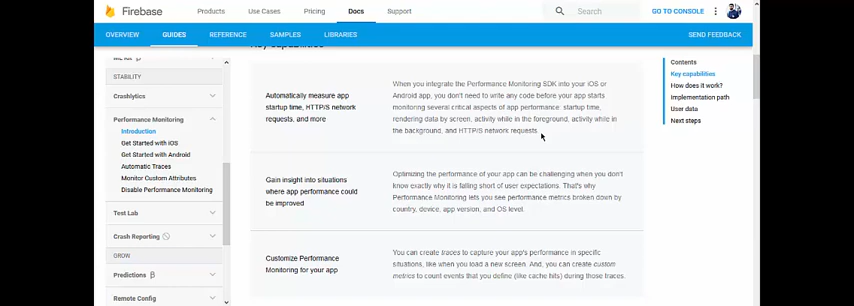 Firebase
Products
Use Cases
Pricing
Docs
Support
Search
GO TO CONSOLE
OVERVIEW
GUIDES
REFERENCE
SAMPLES
LIBRARIES
SEND FEEDBACK
STABILITY
Crashlytics
Performance Monitoring
Introduction
Get Started with iOS
Get Started with Android
Automatic Traces
Monitor Custom Attributes
Disable Performance Monitoring
Test Lab
Crash Reporting
GROW
Predictions β
Remote Config
Automatically measure app
startup time, HTTP/S network
requests, and more
When you integrate the Performance Monitoring SDK into your iOS or
Android app, you don't need to write any code before your app starts
monitoring several critical aspects of app performance: startup time,
rendering data by screen, activity while in the foreground, activity while
in the background, and HTTP/S network requests.
Gain insight into situations
where app performance could
be improved
Optimizing the performance of your app can be challenging when you don't
know exactly why it is falling short of user expectations. That's why
Performance Monitoring lets you see performance metrics broken down by
country, device, app version, and OS level.
Customize Performance
Monitoring for your app
You can create traces to capture your app's performance in specific
situations, like when you load a new screen. And, you can create custom
metrics to count events that you define (like cache hits) during those traces.
Contents
Key capabilities
How does it work?
Implementation path
User data
Next steps